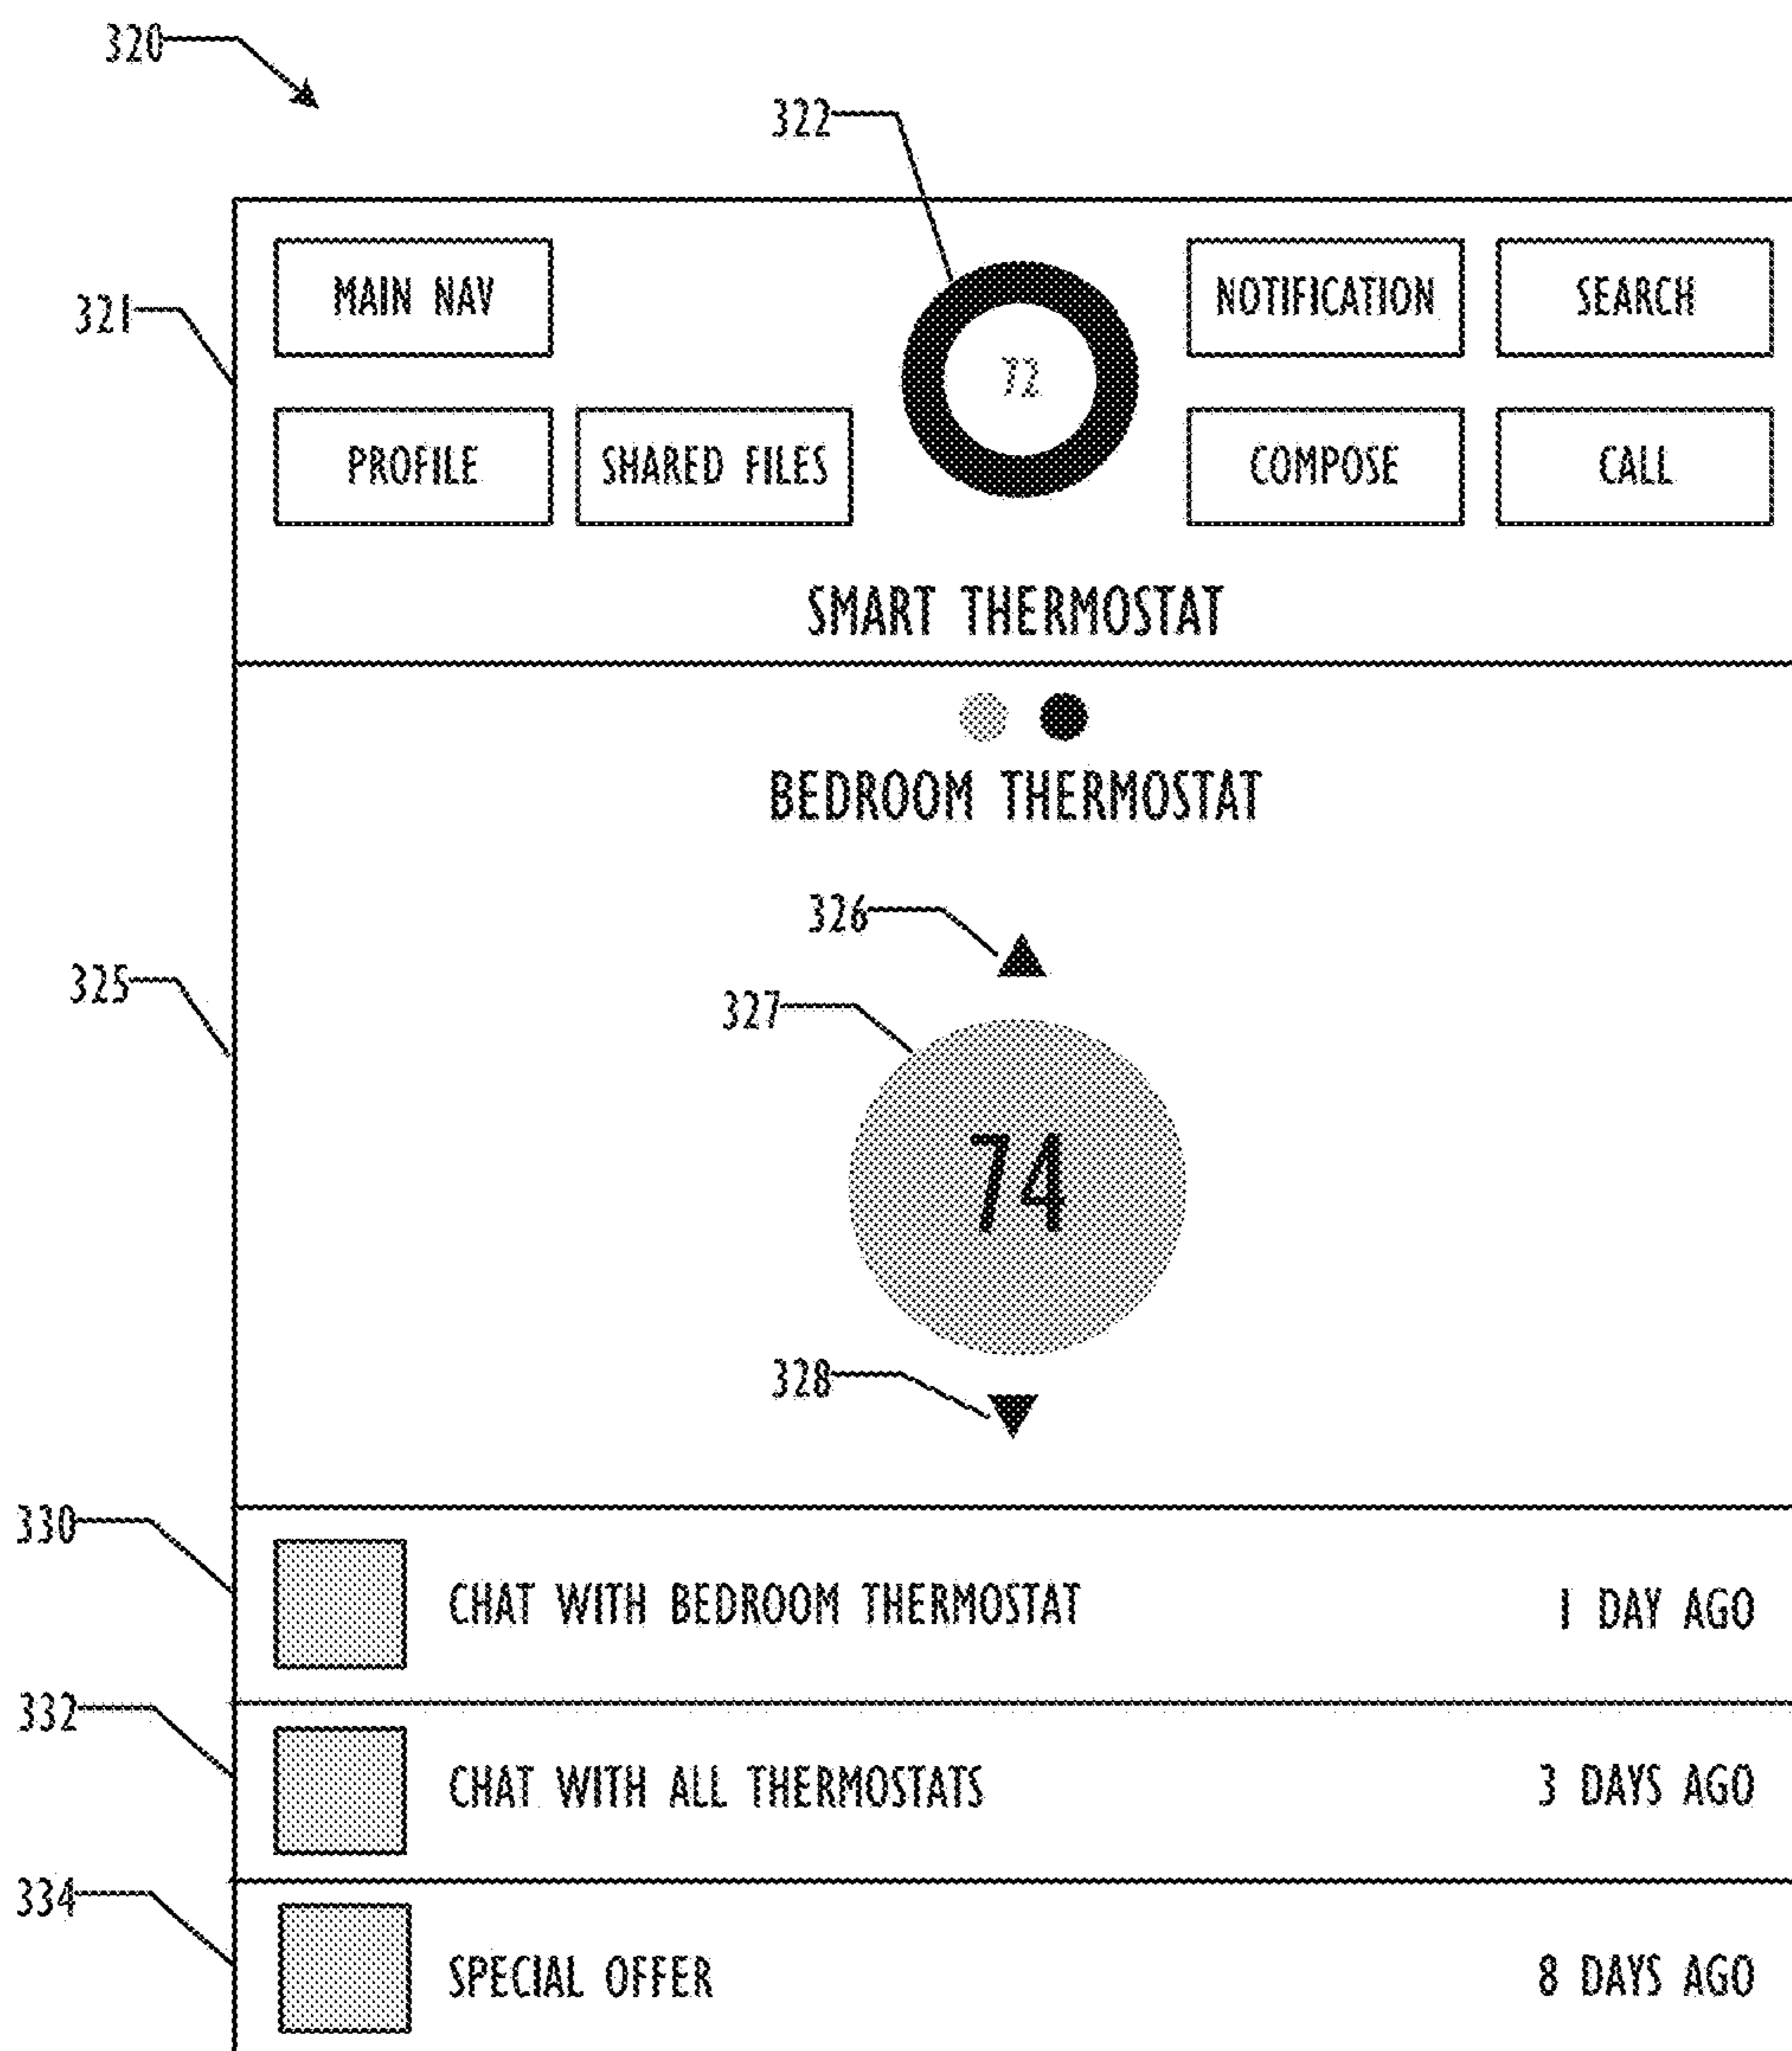 320
322
321
MAIN NAV
NOTIFICATION
SEARCH
72
PROFILE
SHARED FILES
COMPOSE
CALL
SMART THERMOSTAT
BEDROOM THERMOSTAT
326
325
327
74
328
330
CHAT WITH BEDROOM THERMOSTAT
1 DAY AGO
332
CHAT WITH ALL THERMOSTATS
3 DAYS AGO
334
SPECIAL OFFER
8 DAYS AGO